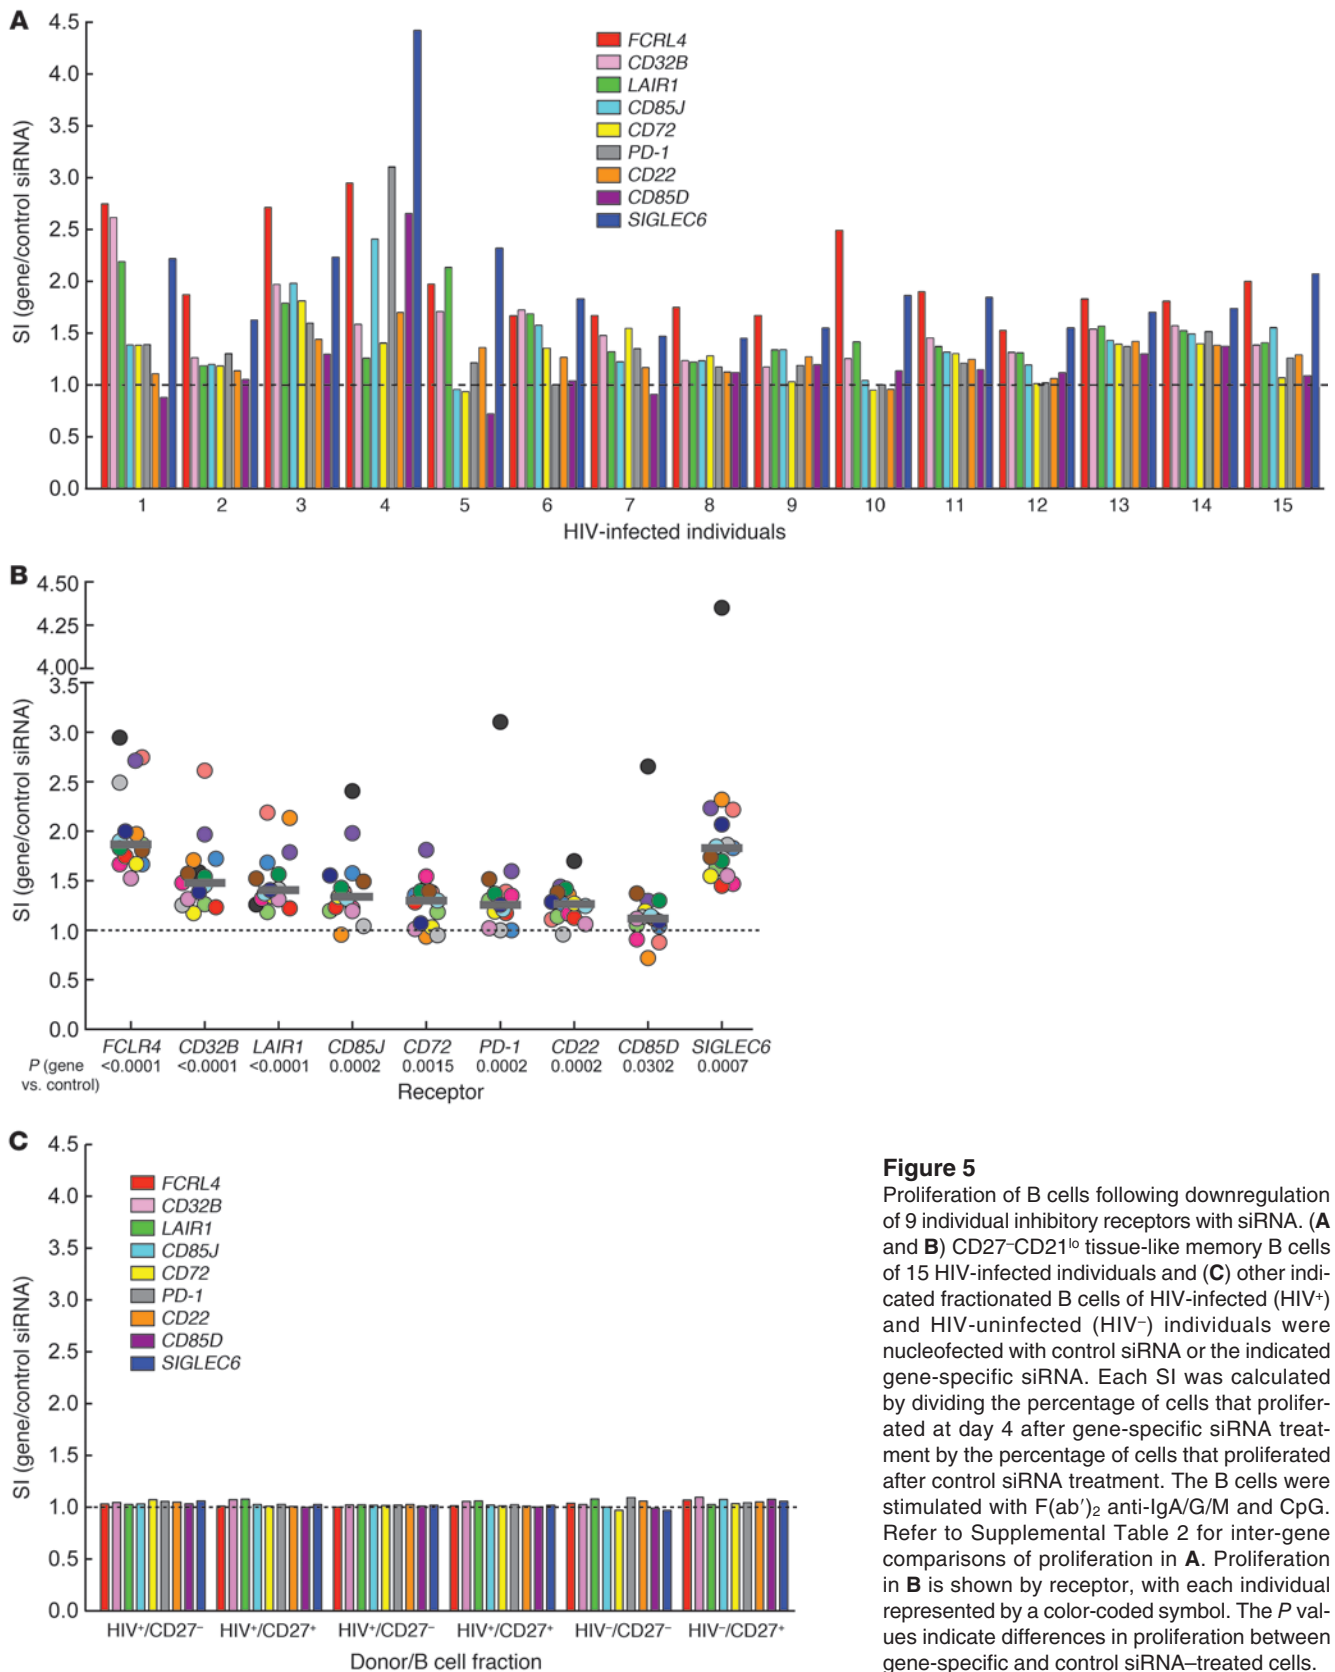 A
4.5
4.0
3.5
3.0
2.5
2.0
1.5
1.0
0.5
0.0
SI (gene/control siRNA)
FCRL4
CD32B
LAIR1
CD85J
CD72
PD-1
CD22
CD85D
SIGLEC6
1 2 3 4 5 6 7 8 9 10 11 12 13 14 15
HIV-infected individuals
B
4.50
4.25
4.00
3.5
3.0
2.5
2.0
1.5
1.0
0.5
0.0
SI (gene/control siRNA)
FCLR4 CD32B LAIR1 CD85J CD72 PD-1 CD22 CD85D SIGLEC6
P (gene vs. control) <0.0001 <0.0001 <0.0001 0.0002 0.0015 0.0002 0.0002 0.0302 0.0007
Receptor
C
4.5
4.0
3.5
3.0
2.5
2.0
1.5
1.0
0.5
0.0
SI (gene/control siRNA)
FCRL4
CD32B
LAIR1
CD85J
CD72
PD-1
CD22
CD85D
SIGLEC6
HIV⁺/CD27⁻ HIV⁺/CD27⁺ HIV⁺/CD27⁻ HIV⁺/CD27⁺ HIV⁻/CD27⁻ HIV⁻/CD27⁺
Donor/B cell fraction
Figure 5
Proliferation of B cells following downregulation
of 9 individual inhibitory receptors with siRNA. (A
and B) CD27⁻CD21ˡᵒ tissue-like memory B cells
of 15 HIV-infected individuals and (C) other indi-
cated fractionated B cells of HIV-infected (HIV⁺)
and HIV-uninfected (HIV⁻) individuals were
nucleofected with control siRNA or the indicated
gene-specific siRNA. Each SI was calculated
by dividing the percentage of cells that prolifer-
ated at day 4 after gene-specific siRNA treat-
ment by the percentage of cells that proliferated
after control siRNA treatment. The B cells were
stimulated with F(ab′)₂ anti-IgA/G/M and CpG.
Refer to Supplemental Table 2 for inter-gene
comparisons of proliferation in A. Proliferation
in B is shown by receptor, with each individual
represented by a color-coded symbol. The P val-
ues indicate differences in proliferation between
gene-specific and control siRNA–treated cells.